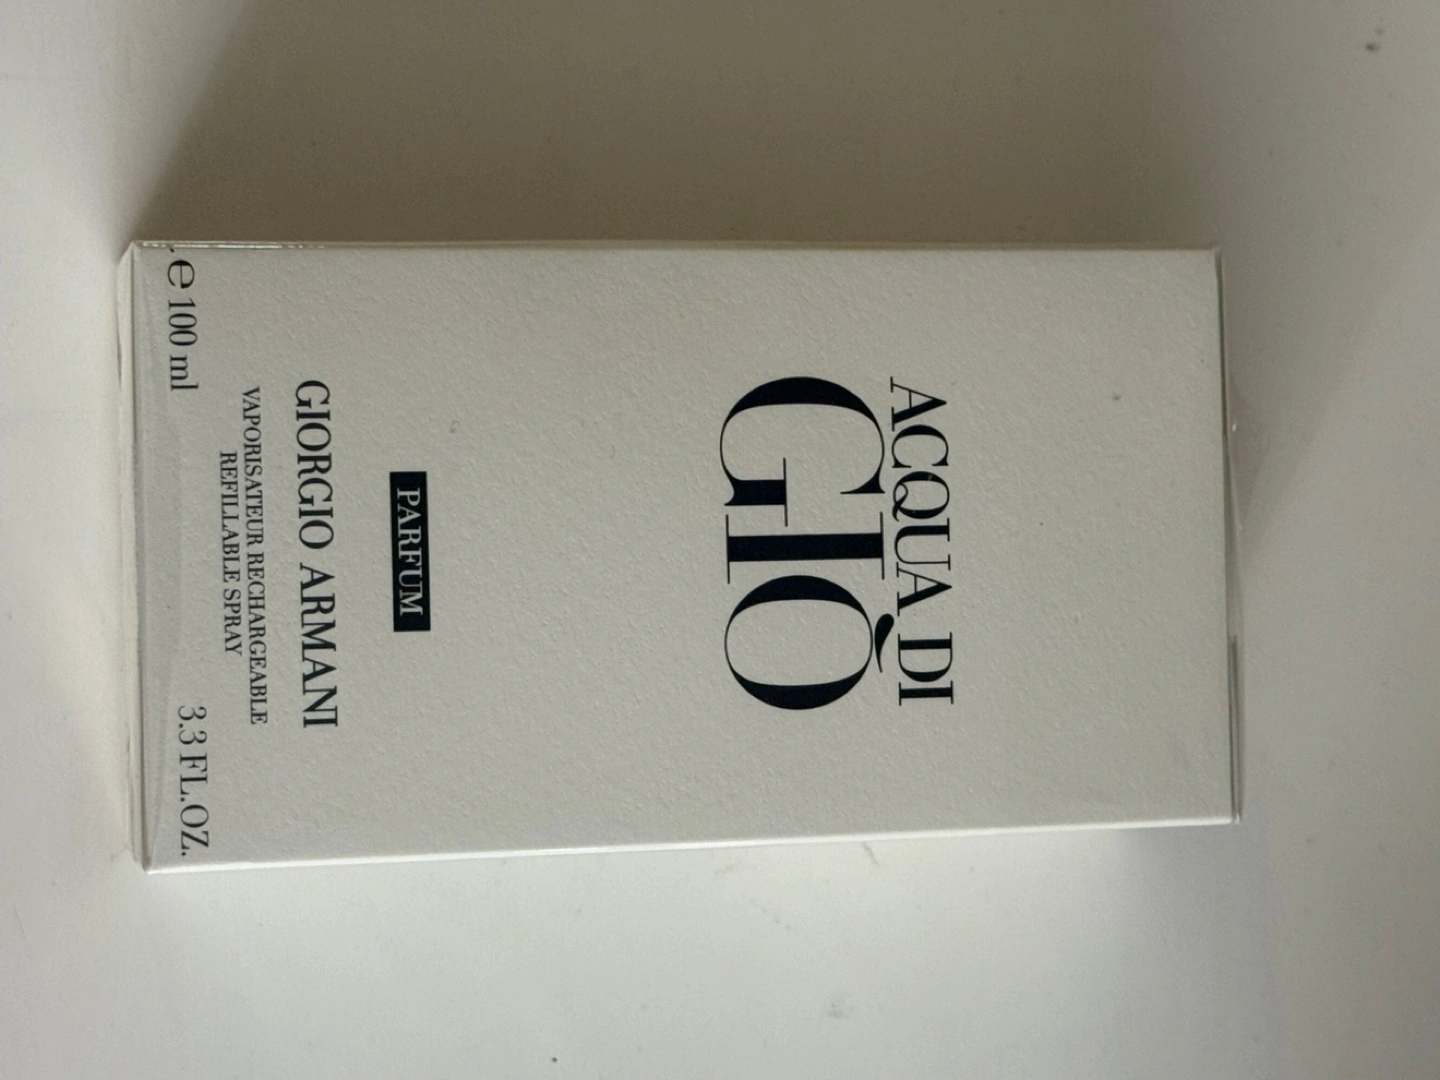 ACQUA DI
GIÒ
PARFUM
GIORGIO ARMANI
VAPORISATEUR RECHARGEABLE
REFILLABLE SPRAY
℮ 100 ml
3.3 FL.OZ.